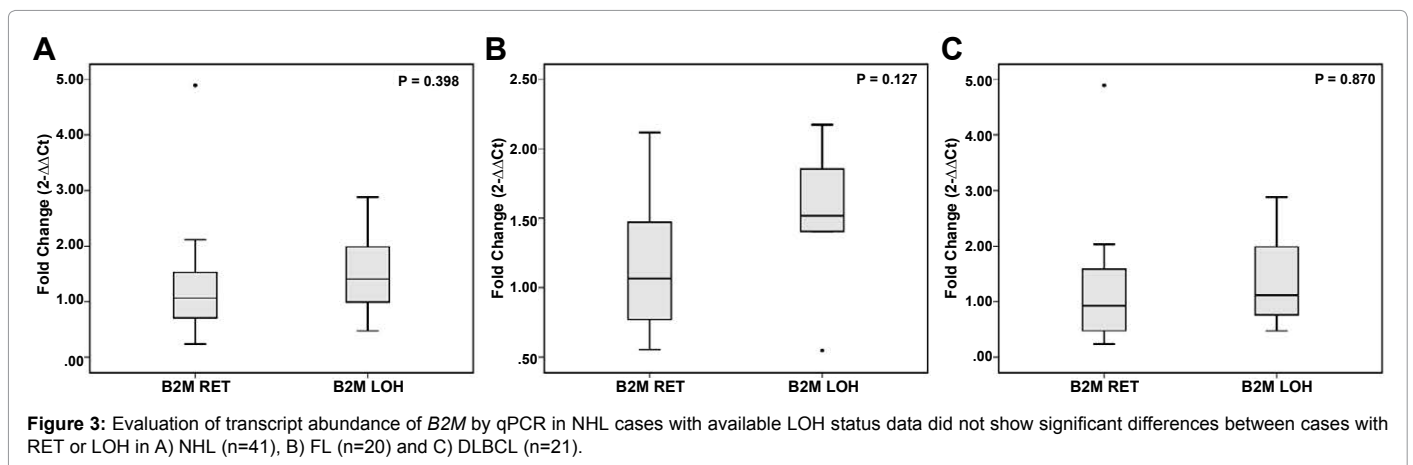 A
P = 0.398
Fold Change (2-ΔΔCt)
5.00
4.00
3.00
2.00
1.00
.00
B2M RET
B2M LOH
B
P = 0.127
Fold Change (2-ΔΔCt)
2.50
2.00
1.50
1.00
.50
B2M RET
B2M LOH
C
P = 0.870
Fold Change (2-ΔΔCt)
5.00
4.00
3.00
2.00
1.00
.00
B2M RET
B2M LOH
Figure 3: Evaluation of transcript abundance of B2M by qPCR in NHL cases with available LOH status data did not show significant differences between cases with
RET or LOH in A) NHL (n=41), B) FL (n=20) and C) DLBCL (n=21).